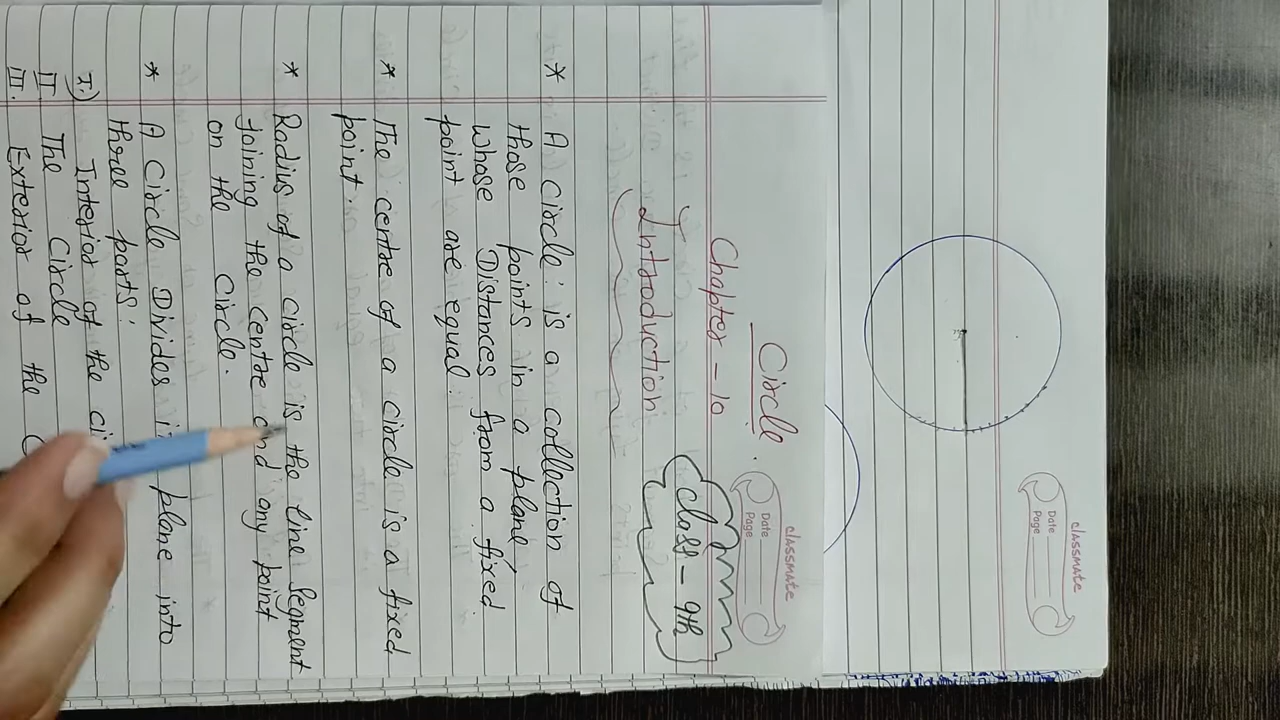 classmate
Date
Page
classmate
Date
Page
Circle.
Chapter - 10
class - 9th
Introduction
* A circle is a collection of
those points in a plane
whose Distances from a fixed
point are equal.
* The centre of a circle is a fixed
point.
* Radius of a circle is the line segment
joining the centre and any point
on the circle.
* A Circle Divides plane into
three parts:
I.) Interior of the
II The Circle
III. Exterior of the